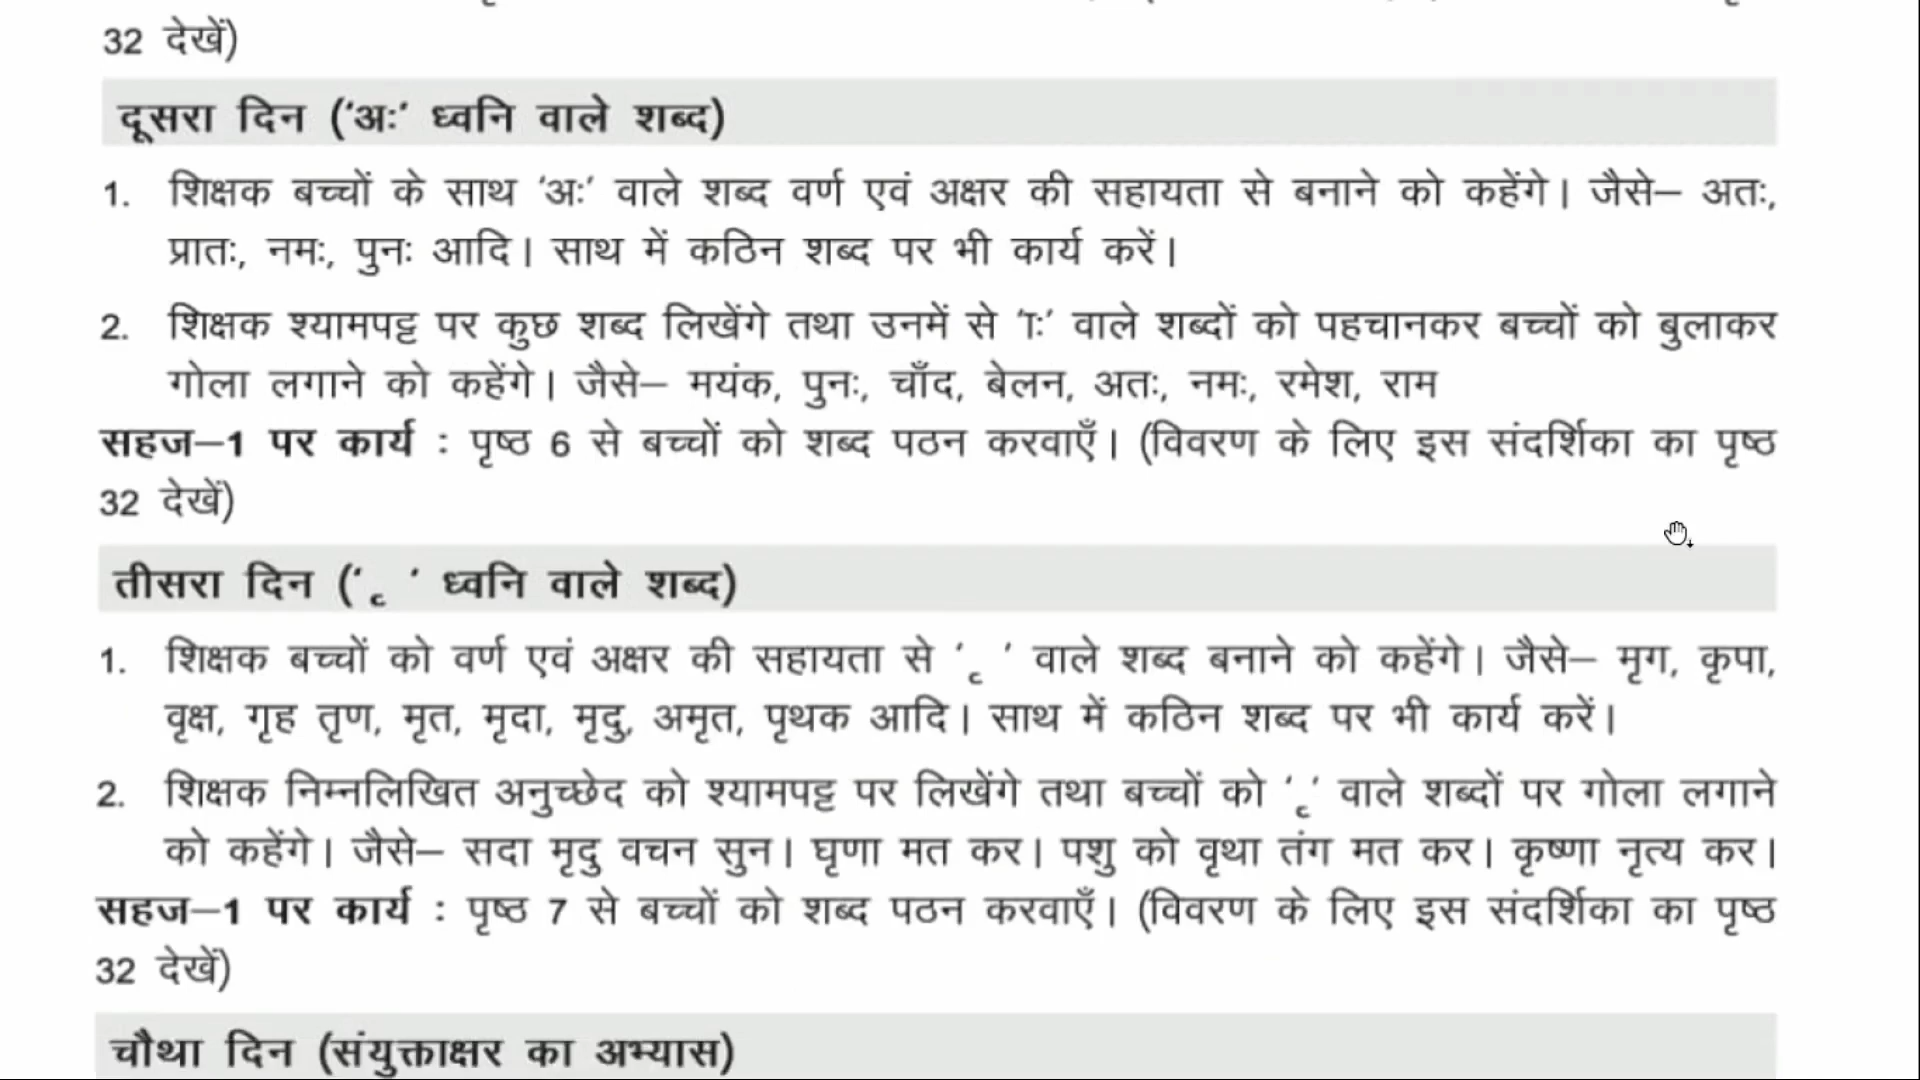 32 देखें)
दूसरा दिन (‘अः’ ध्वनि वाले शब्द)
1. शिक्षक बच्चों के साथ ‘अः’ वाले शब्द वर्ण एवं अक्षर की सहायता से बनाने को कहेंगे। जैसे– अतः,
प्रातः, नमः, पुनः आदि। साथ में कठिन शब्द पर भी कार्य करें।
2. शिक्षक श्यामपट्ट पर कुछ शब्द लिखेंगे तथा उनमें से ‘ाः’ वाले शब्दों को पहचानकर बच्चों को बुलाकर
गोला लगाने को कहेंगे। जैसे– मयंक, पुनः, चाँद, बेलन, अतः, नमः, रमेश, राम
सहज–1 पर कार्य : पृष्ठ 6 से बच्चों को शब्द पठन करवाएँ। (विवरण के लिए इस संदर्शिका का पृष्ठ
32 देखें)
तीसरा दिन (‘ ृ ’ ध्वनि वाले शब्द)
1. शिक्षक बच्चों को वर्ण एवं अक्षर की सहायता से ‘ ृ ’ वाले शब्द बनाने को कहेंगे। जैसे– मृग, कृपा,
वृक्ष, गृह तृण, मृत, मृदा, मृदु, अमृत, पृथक आदि। साथ में कठिन शब्द पर भी कार्य करें।
2. शिक्षक निम्नलिखित अनुच्छेद को श्यामपट्ट पर लिखेंगे तथा बच्चों को ‘ ृ ’ वाले शब्दों पर गोला लगाने
को कहेंगे। जैसे– सदा मृदु वचन सुन। घृणा मत कर। पशु को वृथा तंग मत कर। कृष्णा नृत्य कर।
सहज–1 पर कार्य : पृष्ठ 7 से बच्चों को शब्द पठन करवाएँ। (विवरण के लिए इस संदर्शिका का पृष्ठ
32 देखें)
चौथा दिन (संयुक्ताक्षर का अभ्यास)